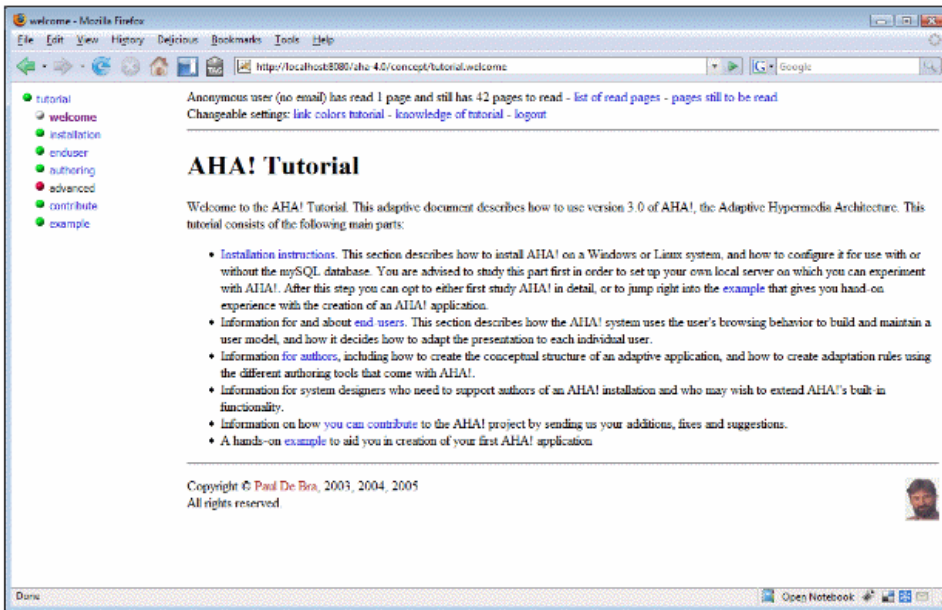 welcome - Mozilla Firefox
File Edit View History Delicious Bookmarks Tools Help
http://localhost:8080/aha-4.0/concept/tutorial.welcome
Google
tutorial
welcome
installation
enduser
authoring
advanced
contribute
example
Anonymous user (no email) has read 1 page and still has 42 pages to read - list of read pages - pages still to be read
Changeable settings: link colors tutorial - knowledge of tutorial - logout
AHA! Tutorial
Welcome to the AHA! Tutorial. This adaptive document describes how to use version 3.0 of AHA!, the Adaptive Hypermedia Architecture. This
tutorial consists of the following main parts:
• Installation instructions. This section describes how to install AHA! on a Windows or Linux system, and how to configure it for use with or
without the mySQL database. You are advised to study this part first in order to set up your own local server on which you can experiment
with AHA!. After this step you can opt to either first study AHA! in detail, or to jump right into the example that gives you hand-on
experience with the creation of an AHA! application.
• Information for and about end-users. This section describes how the AHA! system uses the user's browsing behavior to build and maintain a
user model, and how it decides how to adapt the presentation to each individual user.
• Information for authors, including how to create the conceptual structure of an adaptive application, and how to create adaptation rules using
the different authoring tools that come with AHA!.
• Information for system designers who need to support authors of an AHA! installation and who may wish to extend AHA!'s built-in
functionality.
• Information on how you can contribute to the AHA! project by sending us your additions, fixes and suggestions.
• A hands-on example to aid you in creation of your first AHA! application
Copyright © Paul De Bra, 2003, 2004, 2005
All rights reserved.
Done
Open Notebook